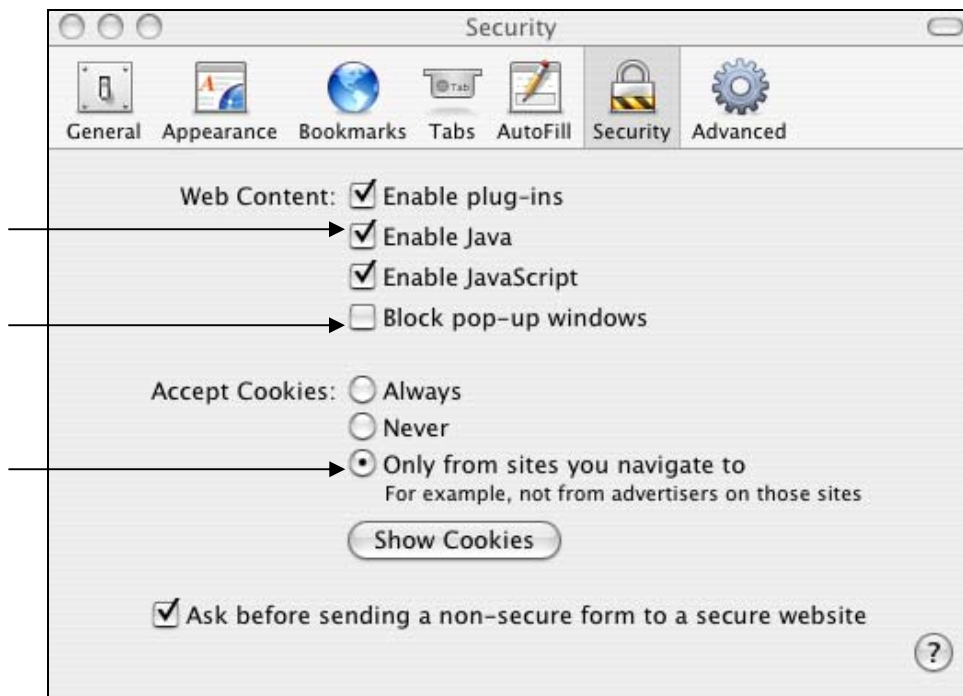 Security
Tab
General Appearance Bookmarks Tabs AutoFill Security Advanced
Web Content: Enable plug-ins
Enable Java
Enable JavaScript
Block pop-up windows
Accept Cookies: Always
Never
Only from sites you navigate to
For example, not from advertisers on those sites
Show Cookies
Ask before sending a non-secure form to a secure website
?